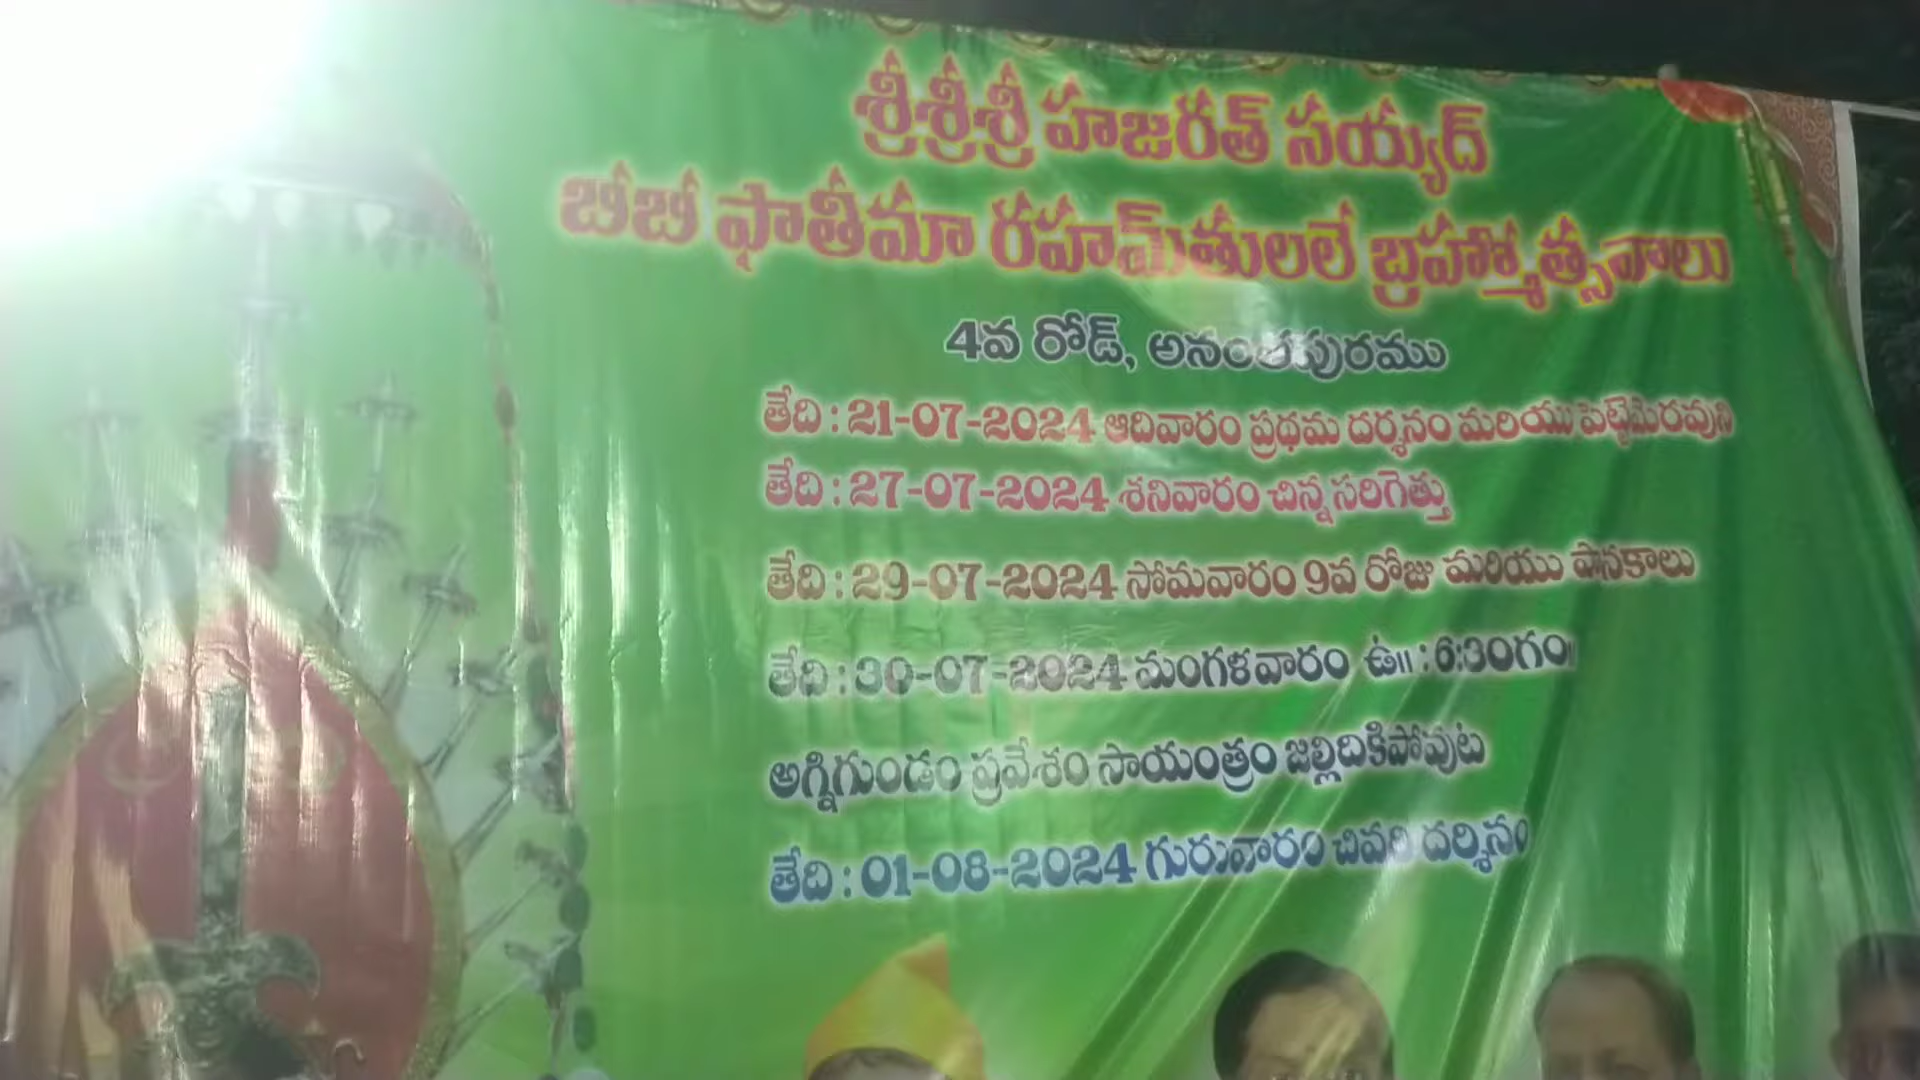 శ్రీశ్రీశ్రీ హజరత్ సయ్యద్
బీబీ ఫాతీమా రహమ్‌తులలే బ్రహ్మోత్సవాలు
4వ రోడ్, అనంతపురము
తేది : 21-07-2024 ఆదివారం ప్రథమ దర్శనం మరియు
తేది : 27-07-2024 శనివారం చిన్న సరిగెత్తు
తేది : 29-07-2024 సోమవారం 9వ రోజు మరియు పానకాలు
తేది : 30-07-2024 మంగళవారం ఉ॥ : 6:30గం॥
అగ్నిగుండం ప్రవేశం సాయంత్రం జల్దిదికిపోవుట
తేది : 01-08-2024 గురువారం చివరి దర్శినం